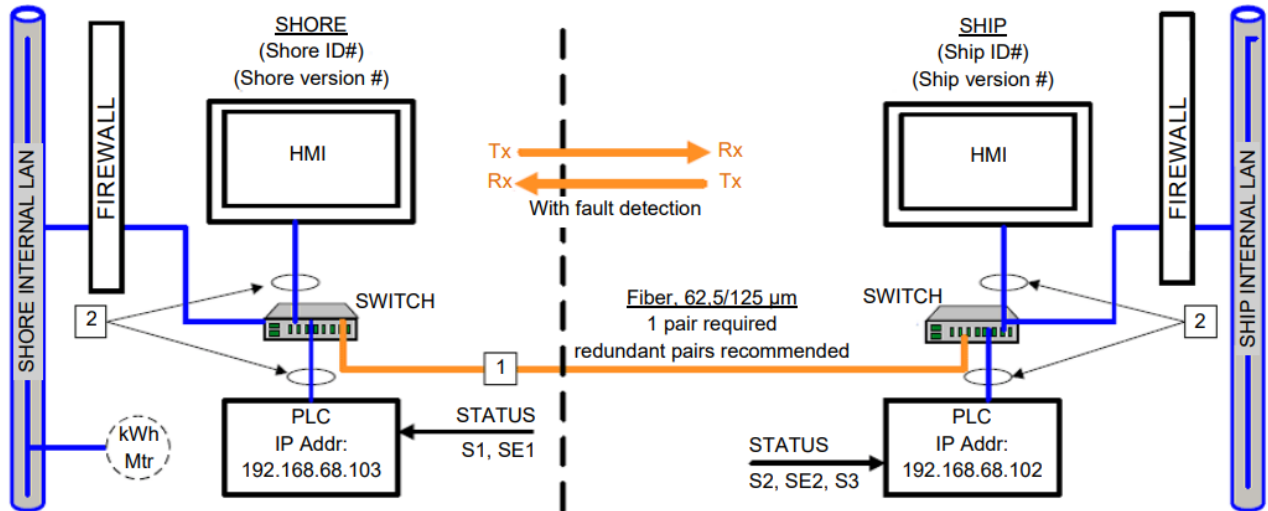 SHORE
(Shore ID#)
(Shore version #)
SHIP
(Ship ID#)
(Ship version #)
SHORE INTERNAL LAN
FIREWALL
HMI
Tx
Rx
Rx
Tx
With fault detection
HMI
FIREWALL
SHIP INTERNAL LAN
2
SWITCH
Fiber, 62,5/125 µm
1 pair required
redundant pairs recommended
SWITCH
2
1
kWh
Mtr
PLC
IP Addr:
192.168.68.103
STATUS
S1, SE1
STATUS
S2, SE2, S3
PLC
IP Addr:
192.168.68.102